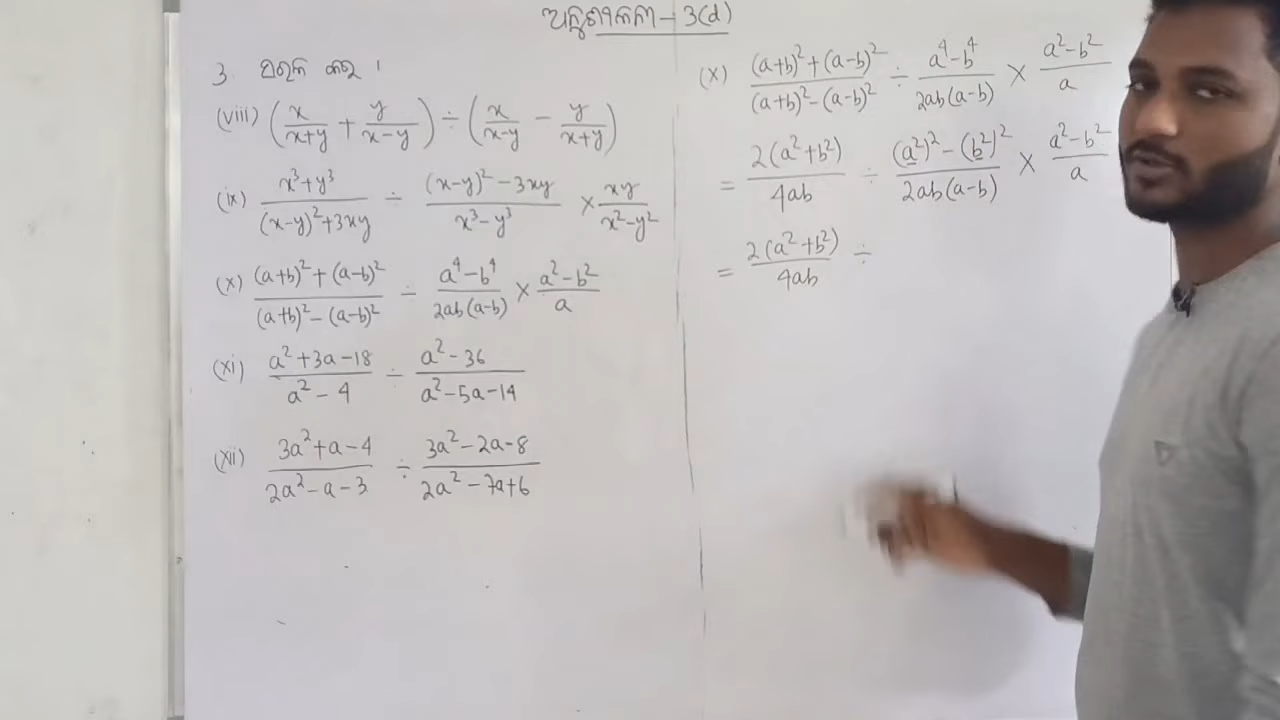 ଅନୁଶୀଳନୀ - 3(d)
3. ସରଳ କର ।
(viii) (x/(x+y) + y/(x-y)) ÷ (x/(x-y) - y/(x+y))
(ix) (x³+y³)/((x-y)²+3xy) ÷ ((x-y)²-3xy)/(x³-y³) × xy/(x²-y²)
(x) ((a+b)²+(a-b)²)/((a+b)²-(a-b)²) ÷ (a⁴-b⁴)/(2ab(a-b)) × (a²-b²)/a
(xi) (a²+3a-18)/(a²-4) ÷ (a²-36)/(a²-5a-14)
(xii) (3a²+a-4)/(2a²-a-3) ÷ (3a²-2a-8)/(2a²-7a+6)
(x) ((a+b)²+(a-b)²)/((a+b)²-(a-b)²) ÷ (a⁴-b⁴)/(2ab(a-b)) × (a²-b²)/a
= 2(a²+b²)/4ab ÷ ((a²)²-(b²)²)/(2ab(a-b)) × (a²-b²)/a
= 2(a²+b²)/4ab ÷